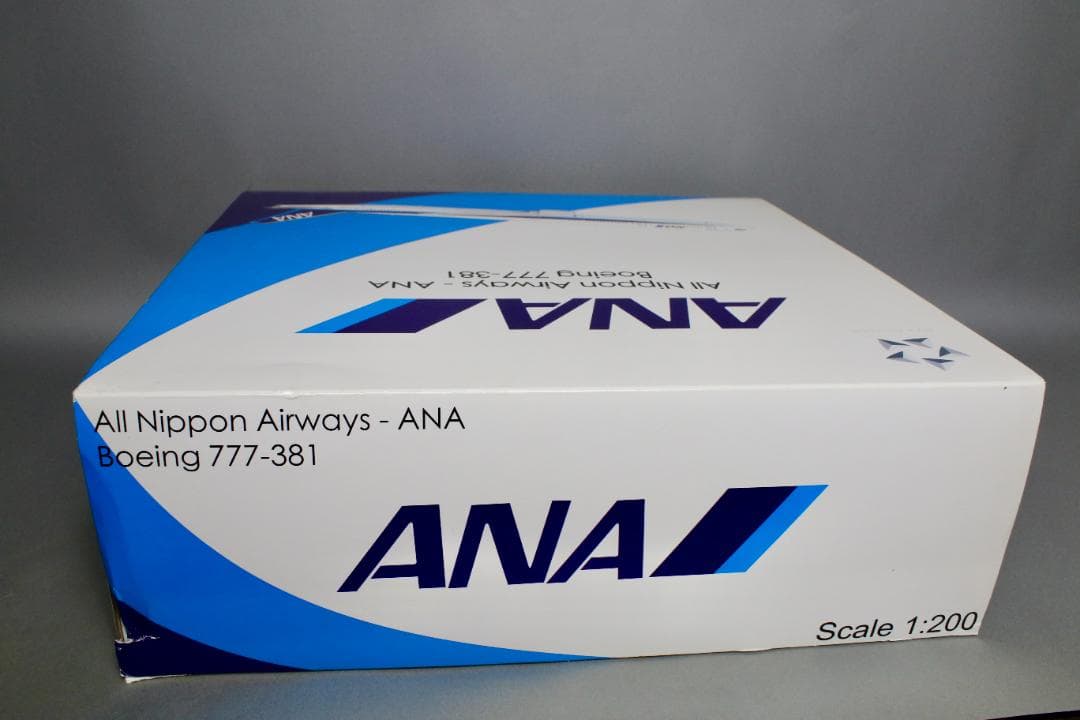 ANA
All Nippon Airways - ANA
Boeing 777-381
ANA
All Nippon Airways - ANA
Boeing 777-381
ANA
Scale 1:200